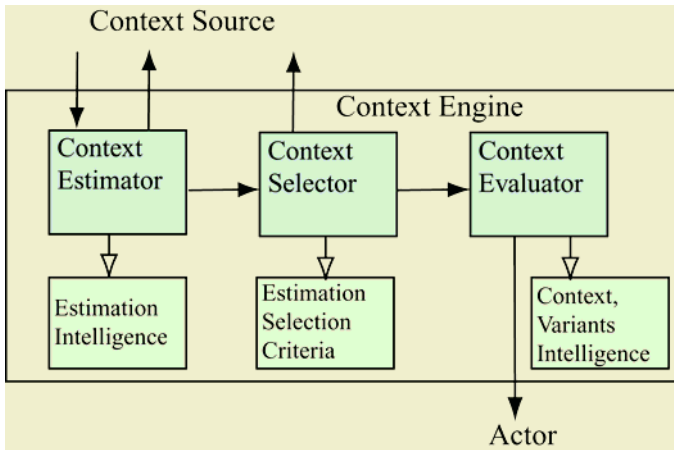 Context Source
Context Engine
Context
Estimator
Context
Selector
Context
Evaluator
Estimation
Intelligence
Estimation
Selection
Criteria
Context,
Variants
Intelligence
Actor